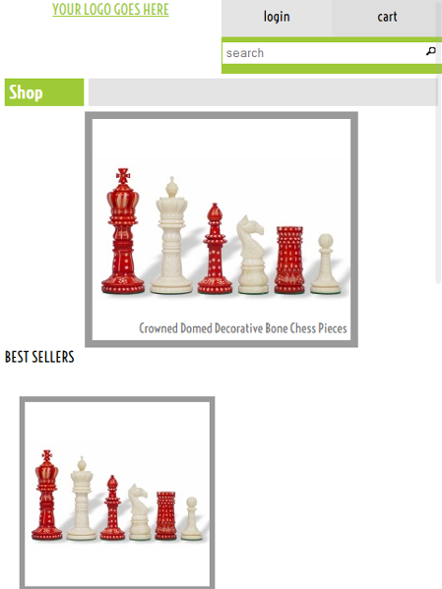 YOUR LOGO GOES HERE
login
cart
search
Shop
Crowned Domed Decorative Bone Chess Pieces
BEST SELLERS